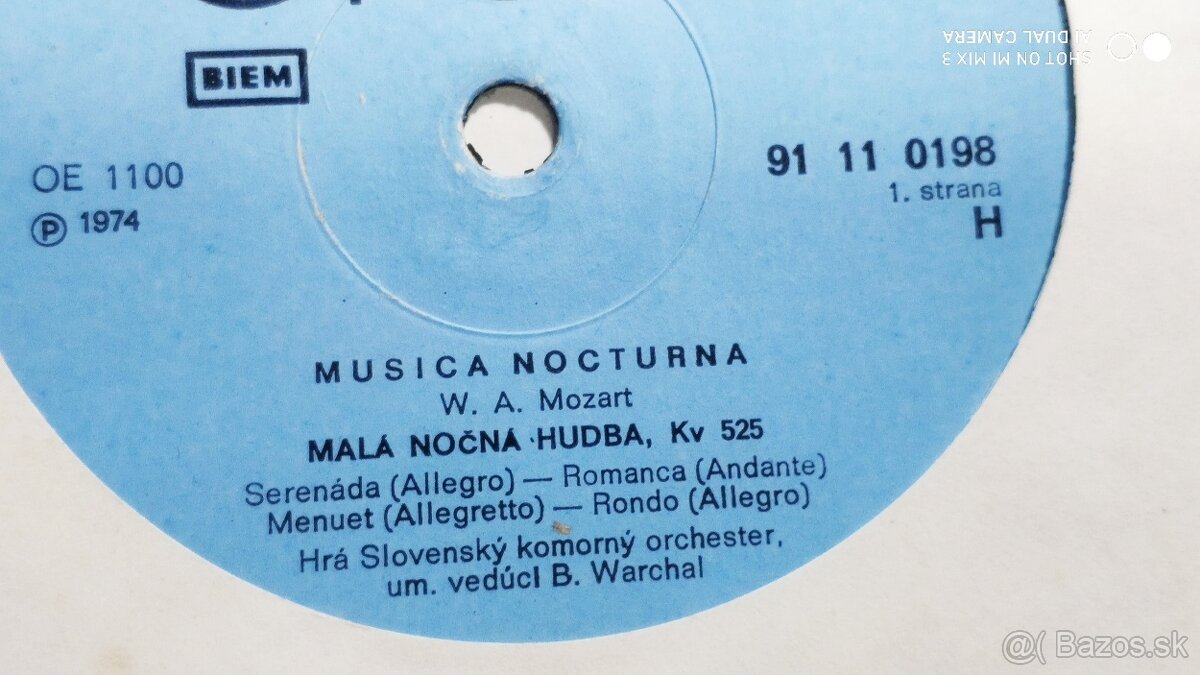 BIEM
OE 1100
Ⓟ 1974
91 11 0198
1. strana
H
MUSICA NOCTURNA
W. A. Mozart
MALÁ NOČNÁ HUDBA, Kv 525
Serenáda (Allegro) — Romanca (Andante)
Menuet (Allegretto) — Rondo (Allegro)
Hrá Slovenský komorný orchester,
um. vedúcI B. Warchal
SHOT ON MI MIX 3
AI DUAL CAMERA
@( Bazos.sk